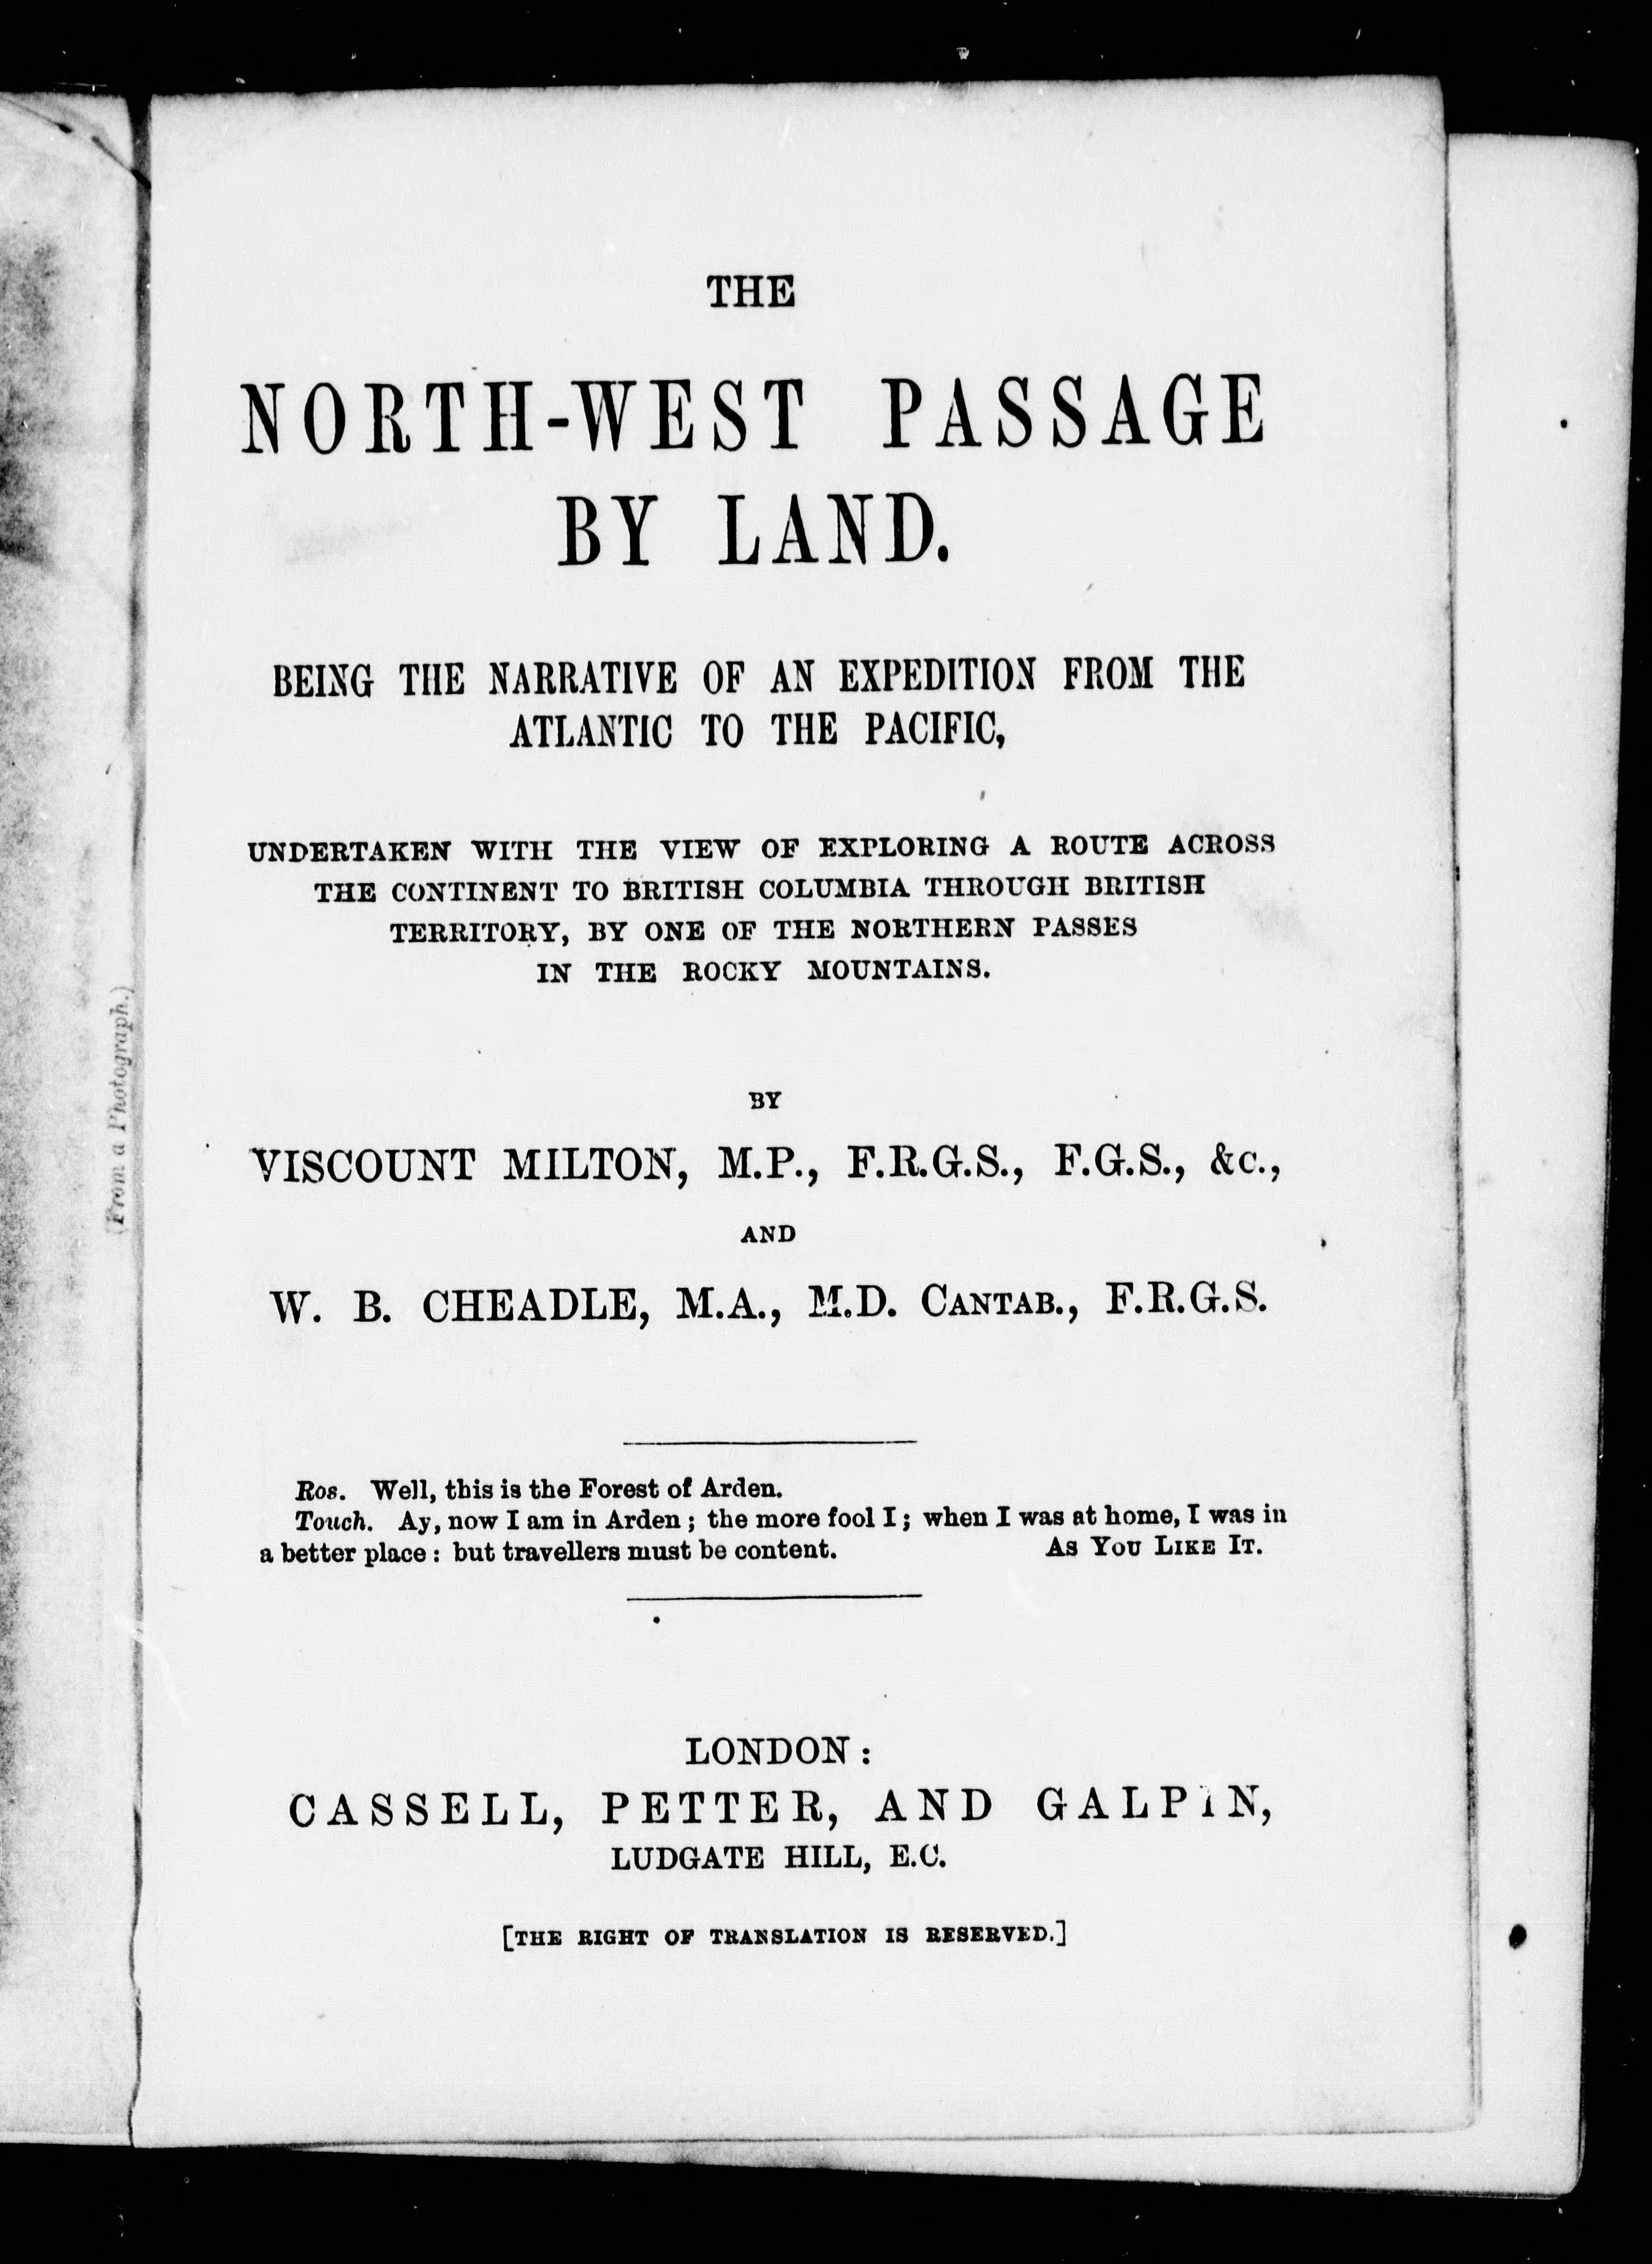 THE
NORTH-WEST PASSAGE
BY LAND.
BEING THE NARRATIVE OF AN EXPEDITION FROM THE
ATLANTIC TO THE PACIFIC,
UNDERTAKEN WITH THE VIEW OF EXPLORING A ROUTE ACROSS
THE CONTINENT TO BRITISH COLUMBIA THROUGH BRITISH
TERRITORY, BY ONE OF THE NORTHERN PASSES
IN THE ROCKY MOUNTAINS.
BY
VISCOUNT MILTON, M.P., F.R.G.S., F.G.S., &c.,
AND
W. B. CHEADLE, M.A., M.D. CANTAB., F.R.G.S.
Ros. Well, this is the Forest of Arden.
Touch. Ay, now I am in Arden; the more fool I; when I was at home, I was in
a better place: but travellers must be content. AS YOU LIKE IT.
LONDON:
CASSELL, PETTER, AND GALPIN,
LUDGATE HILL, E.C.
[THE RIGHT OF TRANSLATION IS RESERVED.]
(From a Photograph.)